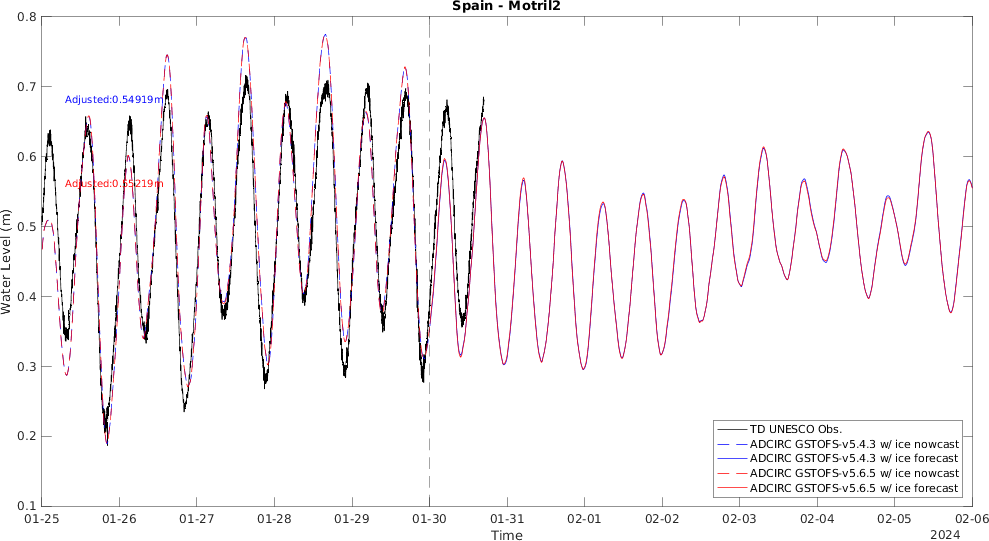 Spain - Motril2
Water Level (m)
0.8
0.7
0.6
0.5
0.4
0.3
0.2
0.1
Adjusted:0.54919m
Adjusted:0.55219m
TD UNESCO Obs.
ADCIRC GSTOFS-v5.4.3 w/ ice nowcast
ADCIRC GSTOFS-v5.4.3 w/ ice forecast
ADCIRC GSTOFS-v5.6.5 w/ ice nowcast
ADCIRC GSTOFS-v5.6.5 w/ ice forecast
01-25 01-26 01-27 01-28 01-29 01-30 01-31 02-01 02-02 02-03 02-04 02-05 02-06
Time
2024